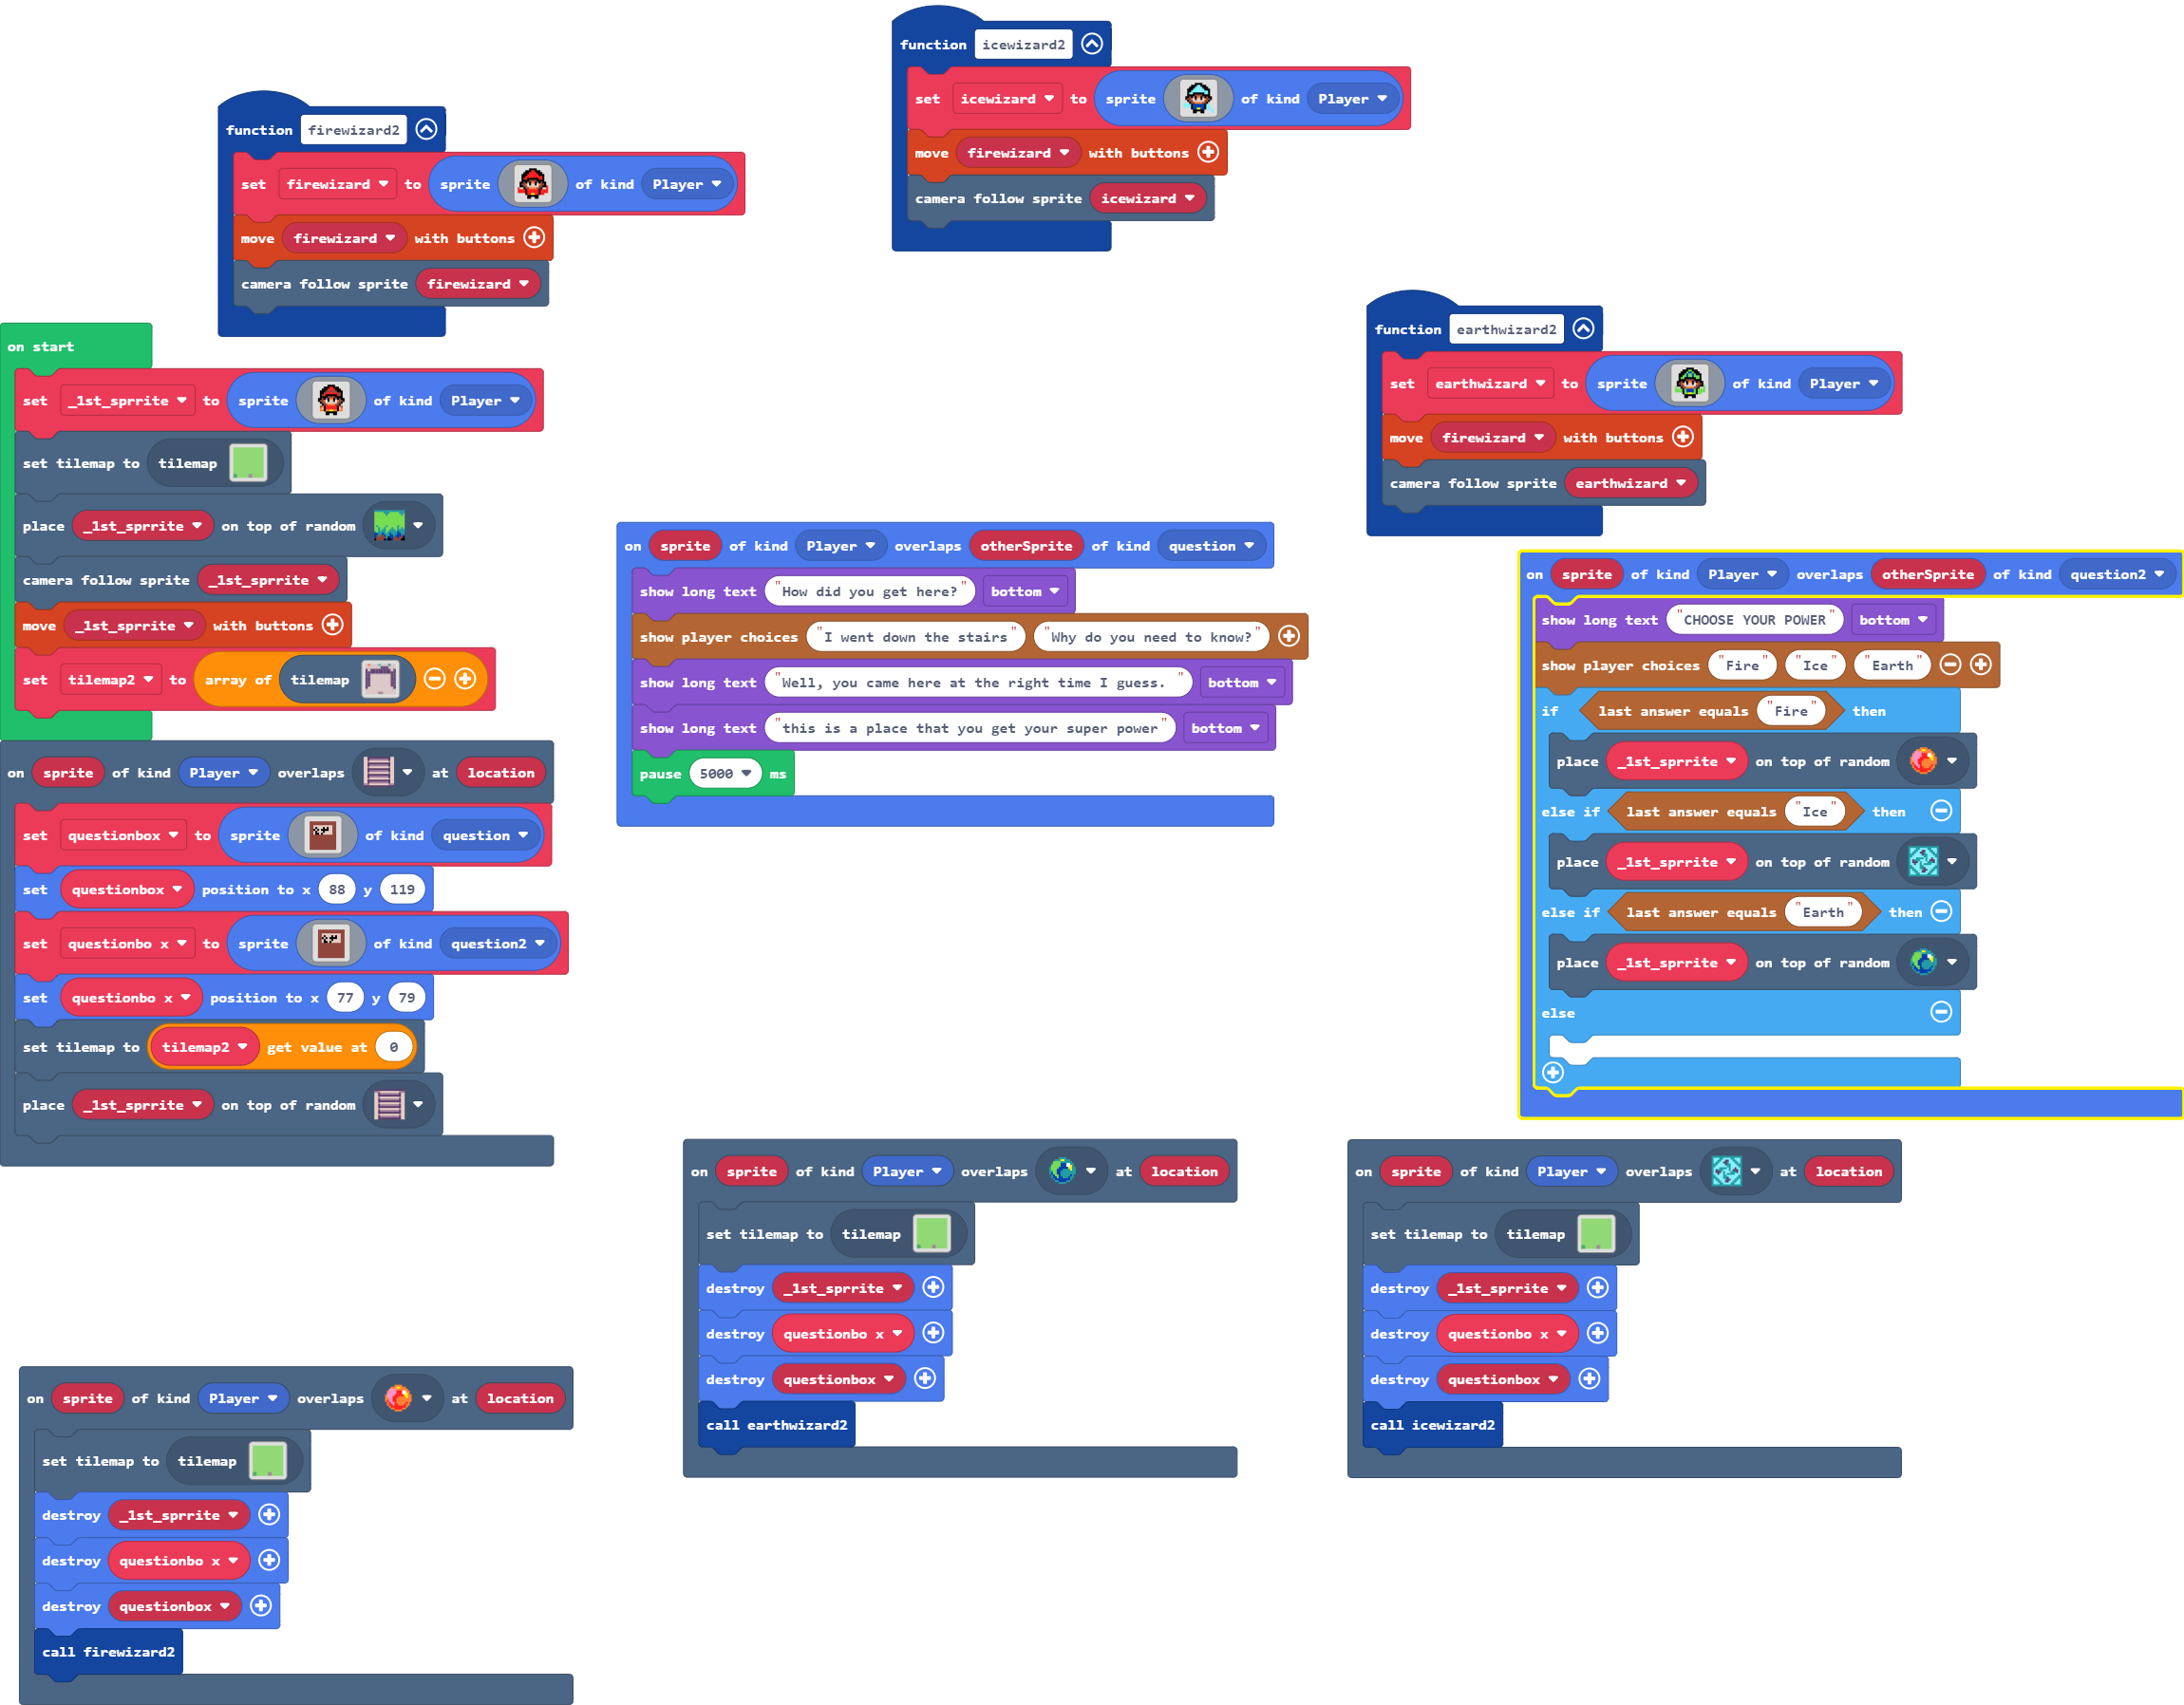 function icewizard2
set icewizard to sprite of kind Player
move firewizard with buttons
camera follow sprite icewizard
function firewizard2
set firewizard to sprite of kind Player
move firewizard with buttons
camera follow sprite firewizard
function earthwizard2
set earthwizard to sprite of kind Player
move firewizard with buttons
camera follow sprite earthwizard
on start
set _1st_sprrite to sprite of kind Player
set tilemap to tilemap
place _1st_sprrite on top of random
camera follow sprite _1st_sprrite
move _1st_sprrite with buttons
set tilemap2 to array of tilemap
on sprite of kind Player overlaps otherSprite of kind question
show long text "How did you get here?" bottom
show player choices "I went down the stairs" "Why do you need to know?"
show long text "Well, you came here at the right time I guess. " bottom
show long text "this is a place that you get your super power" bottom
pause 5000 ms
on sprite of kind Player overlaps otherSprite of kind question2
show long text "CHOOSE YOUR POWER" bottom
show player choices "Fire" "Ice" "Earth"
if last answer equals "Fire" then
place _1st_sprrite on top of random
else if last answer equals "Ice" then
place _1st_sprrite on top of random
else if last answer equals "Earth" then
place _1st_sprrite on top of random
else
on sprite of kind Player overlaps at location
set questionbox to sprite of kind question
set questionbox position to x 88 y 119
set questionbo x to sprite of kind question2
set questionbo x position to x 77 y 79
set tilemap to tilemap2 get value at 0
place _1st_sprrite on top of random
on sprite of kind Player overlaps at location
set tilemap to tilemap
destroy _1st_sprrite
destroy questionbo x
destroy questionbox
call earthwizard2
on sprite of kind Player overlaps at location
set tilemap to tilemap
destroy _1st_sprrite
destroy questionbo x
destroy questionbox
call icewizard2
on sprite of kind Player overlaps at location
set tilemap to tilemap
destroy _1st_sprrite
destroy questionbo x
destroy questionbox
call firewizard2